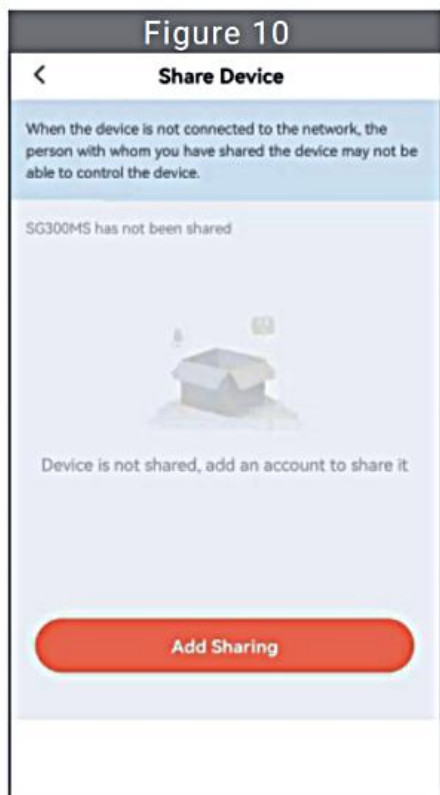 Figure 10
Share Device
When the device is not connected to the network, the
person with whom you have shared the device may not be
able to control the device.
SG300MS has not been shared
Device is not shared, add an account to share it
Add Sharing